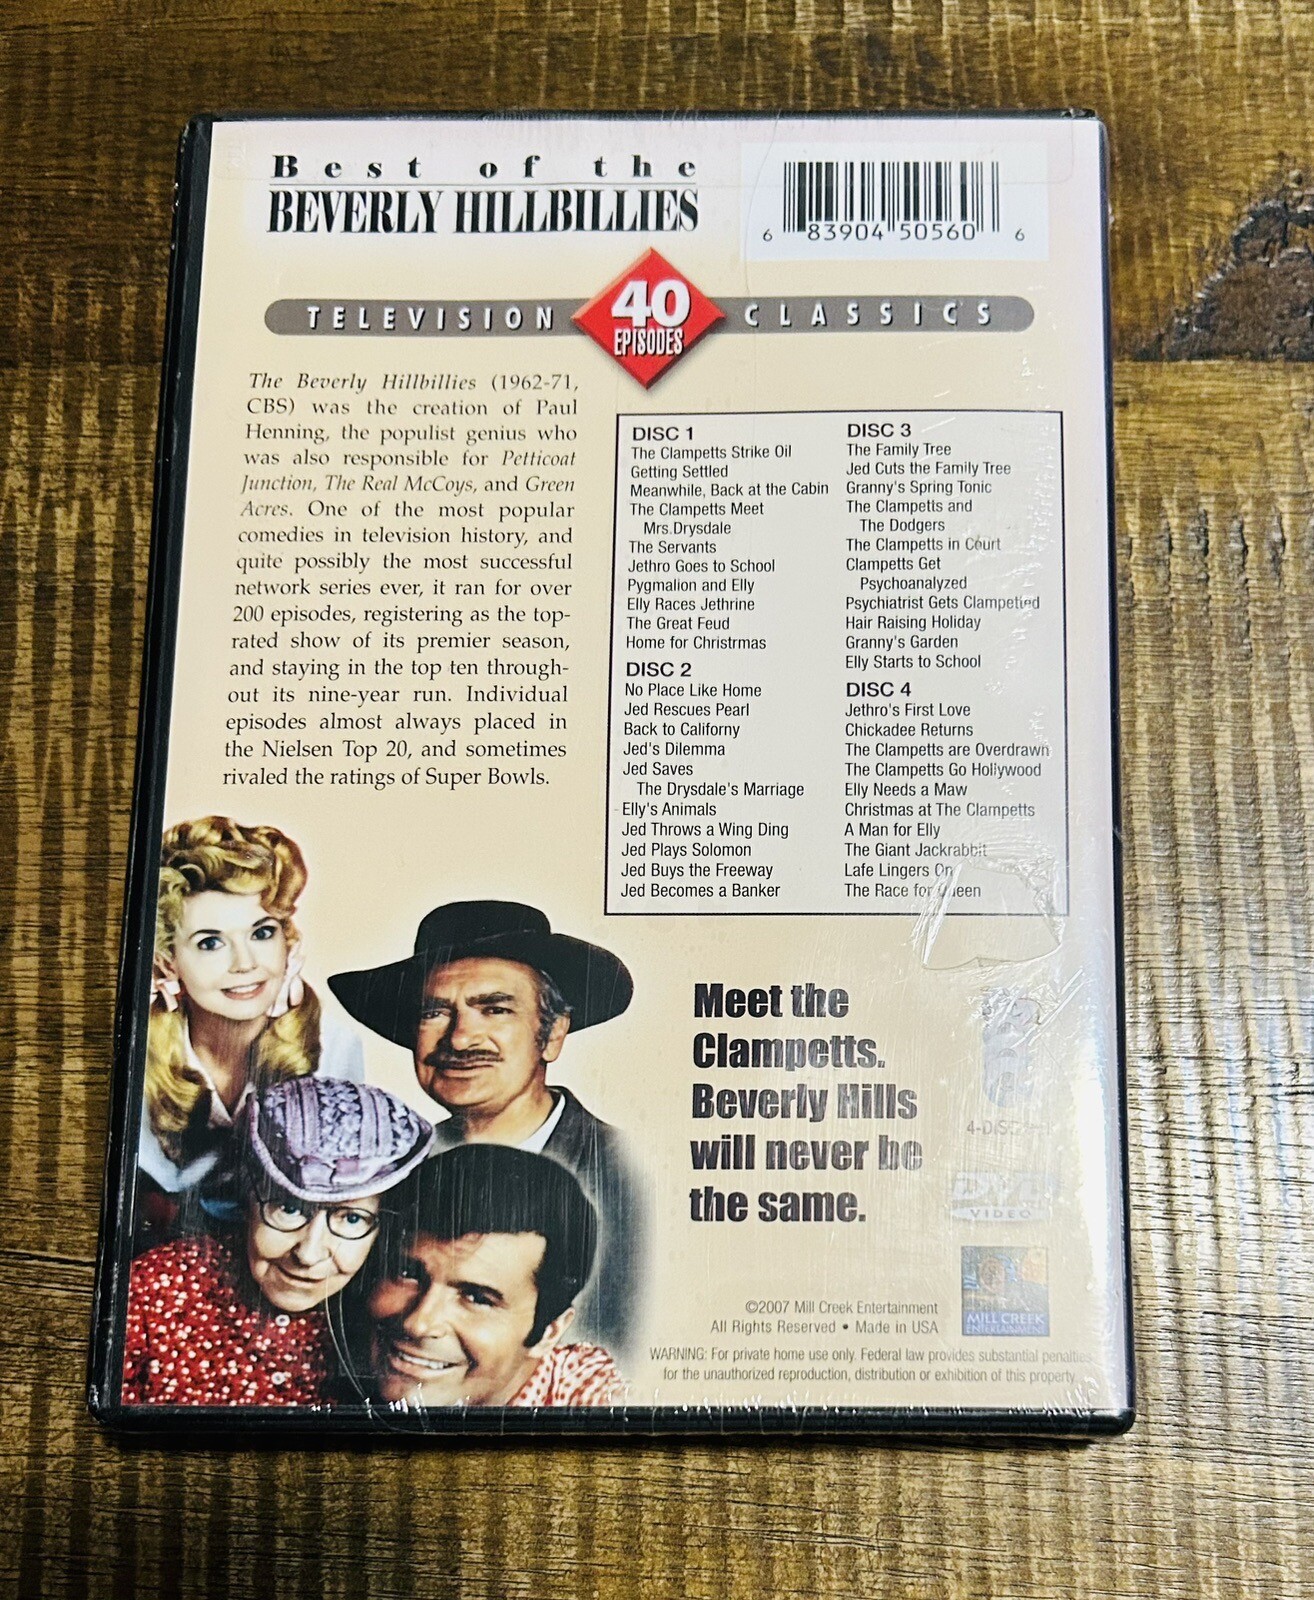 Best of the
BEVERLY HILLBILLIES
6 83904 50560 6
TELEVISION
40
EPISODES
CLASSICS
The Beverly Hillbillies (1962-71,
CBS) was the creation of Paul
Henning, the populist genius who
was also responsible for Petticoat
Junction, The Real McCoys, and Green
Acres. One of the most popular
comedies in television history, and
quite possibly the most successful
network series ever, it ran for over
200 episodes, registering as the top-
rated show of its premier season,
and staying in the top ten through-
out its nine-year run. Individual
episodes almost always placed in
the Nielsen Top 20, and sometimes
rivaled the ratings of Super Bowls.
DISC 1
The Clampetts Strike Oil
Getting Settled
Meanwhile, Back at the Cabin
The Clampetts Meet
Mrs.Drysdale
The Servants
Jethro Goes to School
Pygmalion and Elly
Elly Races Jethrine
The Great Feud
Home for Christrmas
DISC 2
No Place Like Home
Jed Rescues Pearl
Back to Californy
Jed's Dilemma
Jed Saves
The Drysdale's Marriage
Elly's Animals
Jed Throws a Wing Ding
Jed Plays Solomon
Jed Buys the Freeway
Jed Becomes a Banker
DISC 3
The Family Tree
Jed Cuts the Family Tree
Granny's Spring Tonic
The Clampetts and
The Dodgers
The Clampetts in Court
Clampetts Get
Psychoanalyzed
Psychiatrist Gets Clampetted
Hair Raising Holiday
Granny's Garden
Elly Starts to School
DISC 4
Jethro's First Love
Chickadee Returns
The Clampetts are Overdrawn
The Clampetts Go Hollywood
Elly Needs a Maw
Christmas at The Clampetts
A Man for Elly
The Giant Jackrabbit
Lafe Lingers On
The Race for Queen
Meet the
Clampetts.
Beverly Hills
will never be
the same.
DVD
VIDEO
MILL CREEK
ENTERTAINMENT
©2007 Mill Creek Entertainment
All Rights Reserved • Made in USA
WARNING: For private home use only. Federal law provides substantial penalties
for the unauthorized reproduction, distribution or exhibition of this property.